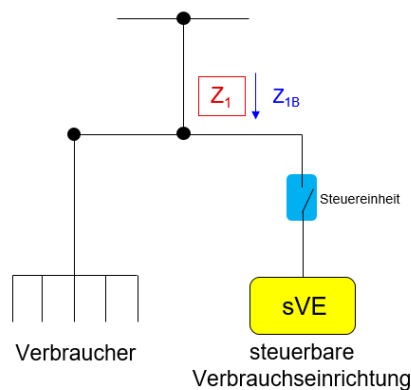 Z₁
Z₁B
Steuereinheit
sVE
Verbraucher
steuerbare
Verbrauchseinrichtung